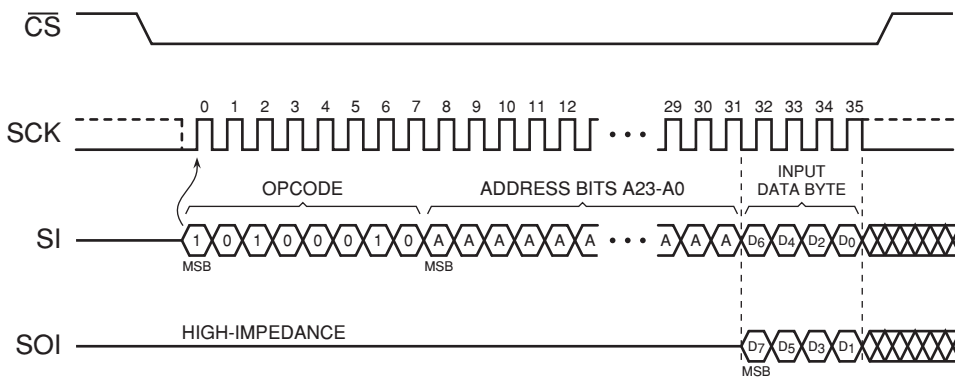 CS
0 1 2 3 4 5 6 7 8 9 10 11 12 29 30 31 32 33 34 35
SCK
INPUT
OPCODE ADDRESS BITS A23-A0 DATA BYTE
SI 1 0 1 0 0 0 1 0 A A A A A A A A A D6 D4 D2 D0
MSB MSB
HIGH-IMPEDANCE
SOI D7 D5 D3 D1
MSB